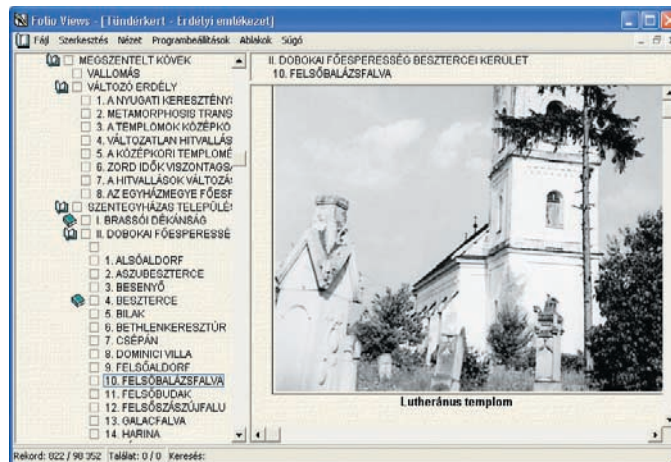 Folio Views - [Tündérkert - Erdélyi emlékezet]
Fájl Szerkesztés Nézet Programbeállítások Ablakok Súgó
MEGSZENTELT KÖVEK
VALLOMÁS
VÁLTOZÓ ERDÉLY
1. A NYUGATI KERESZTÉNY
2. METAMORPHOSIS TRANS
3. A TEMPLOMOK KÖZÉPKO
4. VÁLTOZATLAN HITVALLÁS
5. A KÖZÉPKORI TEMPLOMÉ
6. ZORD IDŐK VISZONTAGSÁ
7. A HITVALLÁSOK VÁLTOZÁS
8. AZ EGYHÁZMEGYE FŐESP
SZENTEGYHÁZAS TELEPÜLÉS
I. BRASSÓI DÉKÁNSÁG
II. DOBOKAI FŐESPERESSÉ
1. ALSÓALDORF
2. ASZUBESZTERCE
3. BESENYŐ
4. BESZTERCE
5. BILAK
6. BETHLENKERESZTÚR
7. CSÉPÁN
8. DOMINICI VILLA
9. FELSŐALDORF
10. FELSŐBALÁZSFALVA
11. FELSŐBUDAK
12. FELSŐSZÁSZÚJFALU
13. GALACFALVA
14. HARINA
II. DOBOKAI FŐESPERESSÉG BESZTERCEI KERÜLET
10. FELSŐBALÁZSFALVA
Lutheránus templom
Rekord: 822 / 98 352 Találat: 0 / 0 Keresés: